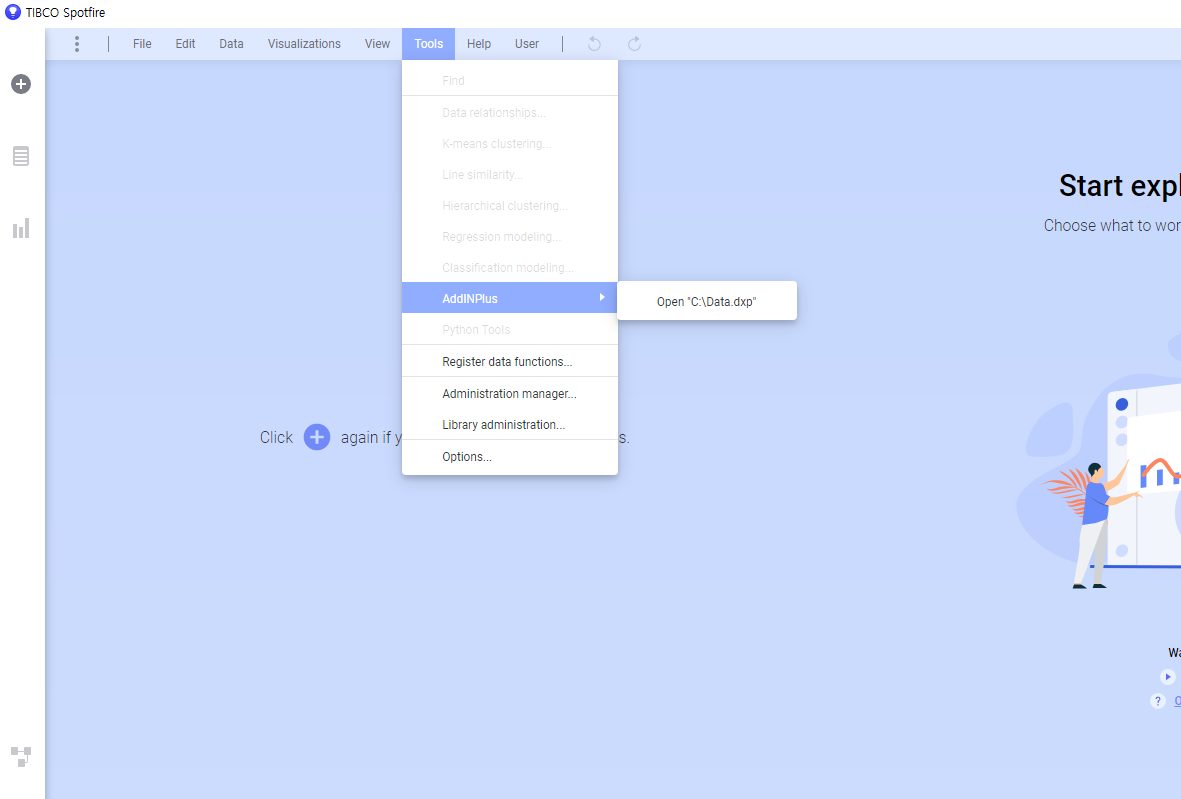 TIBCO Spotfire
File Edit Data Visualizations View Tools Help User
Find
Data relationships...
K-means clustering...
Line similarity...
Hierarchical clustering...
Regression modeling...
Classification modeling...
AddINPlus
Open "C:\Data.dxp"
Python Tools
Register data functions...
Administration manager...
Library administration...
Options...
Start expl
Choose what to wor
Click again if y s.
Wa
?